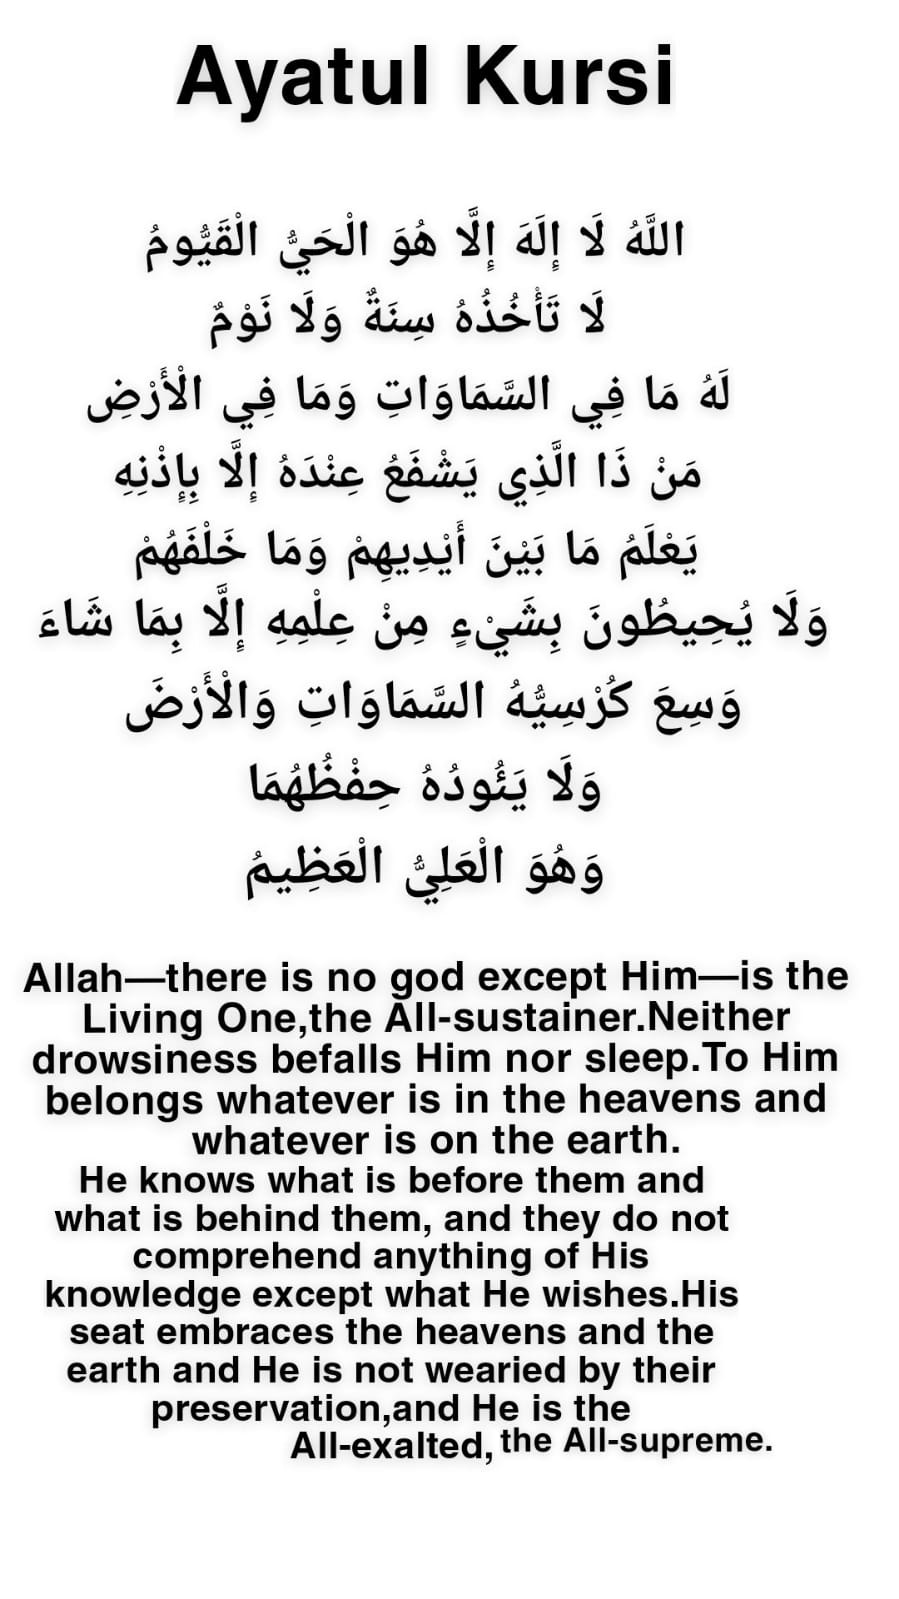 Ayatul Kursi
اللَّهُ لَا إِلَهَ إِلَّا هُوَ الْحَيُّ الْقَيُّومُ
لَا تَأْخُذُهُ سِنَةٌ وَلَا نَوْمٌ
لَهُ مَا فِي السَّمَاوَاتِ وَمَا فِي الْأَرْضِ
مَنْ ذَا الَّذِي يَشْفَعُ عِنْدَهُ إِلَّا بِإِذْنِهِ
يَعْلَمُ مَا بَيْنَ أَيْدِيهِمْ وَمَا خَلْفَهُمْ
وَلَا يُحِيطُونَ بِشَيْءٍ مِنْ عِلْمِهِ إِلَّا بِمَا شَاءَ
وَسِعَ كُرْسِيُّهُ السَّمَاوَاتِ وَالْأَرْضَ
وَلَا يَئُودُهُ حِفْظُهُمَا
وَهُوَ الْعَلِيُّ الْعَظِيمُ
Allah—there is no god except Him—is the
Living One,the All-sustainer.Neither
drowsiness befalls Him nor sleep.To Him
belongs whatever is in the heavens and
whatever is on the earth.
He knows what is before them and
what is behind them, and they do not
comprehend anything of His
knowledge except what He wishes.His
seat embraces the heavens and the
earth and He is not wearied by their
preservation,and He is the
All-exalted, the All-supreme.